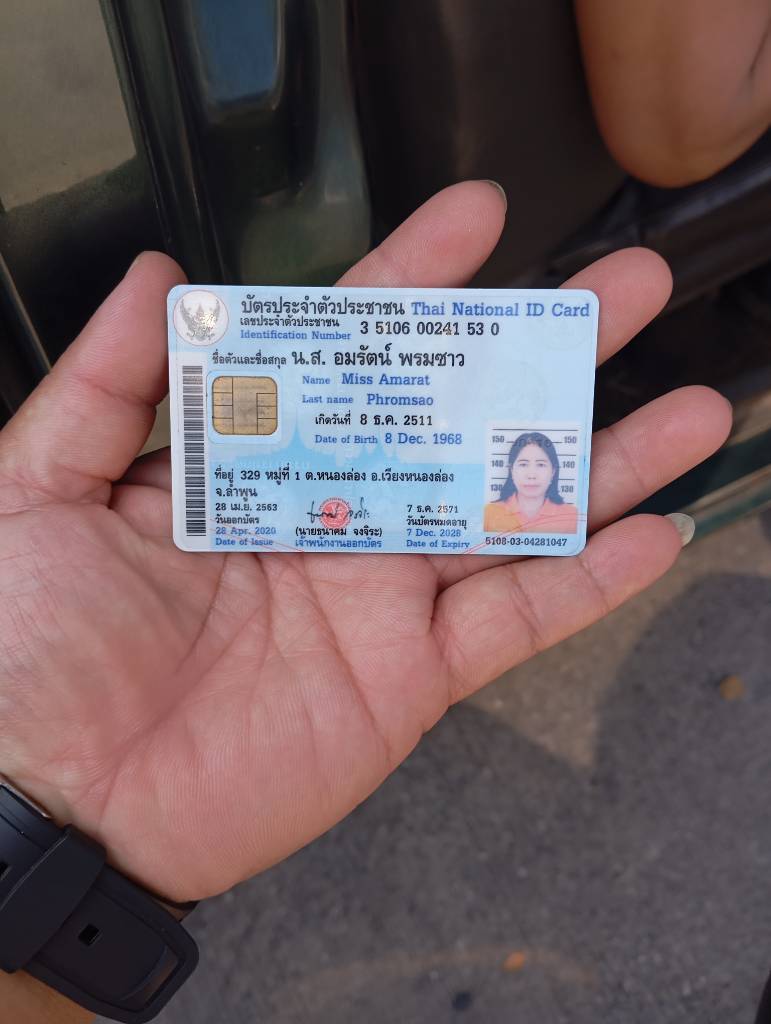 บัตรประจำตัวประชาชน Thai National ID Card
เลขประจำตัวประชาชน 3 5106 00241 53 0
Identification Number
ชื่อตัวและชื่อสกุล น.ส. อมรัตน์ พรมซาว
Name Miss Amarat
Last name Phromsao
เกิดวันที่ 8 ธ.ค. 2511
Date of Birth 8 Dec. 1968
ที่อยู่ 329 หมู่ที่ 1 ต.หนองล่อง อ.เวียงหนองล่อง
จ.ลำพูน
28 เม.ย. 2563
วันออกบัตร
28 Apr. 2020
Date of Issue
(นายธนาคม จงจิระ)
เจ้าพนักงานออกบัตร
7 ธ.ค. 2571
วันบัตรหมดอายุ
7 Dec. 2028
Date of Expiry
150 150
140 140
130 130
5108-03-04281047